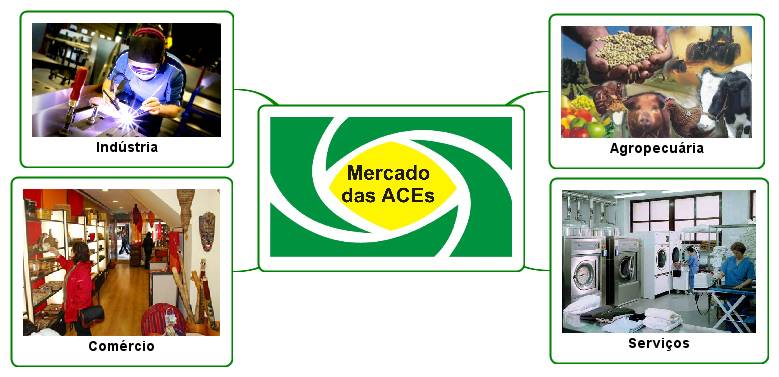 Indústria
Agropecuária
Mercado
das ACEs
Comércio
Serviços